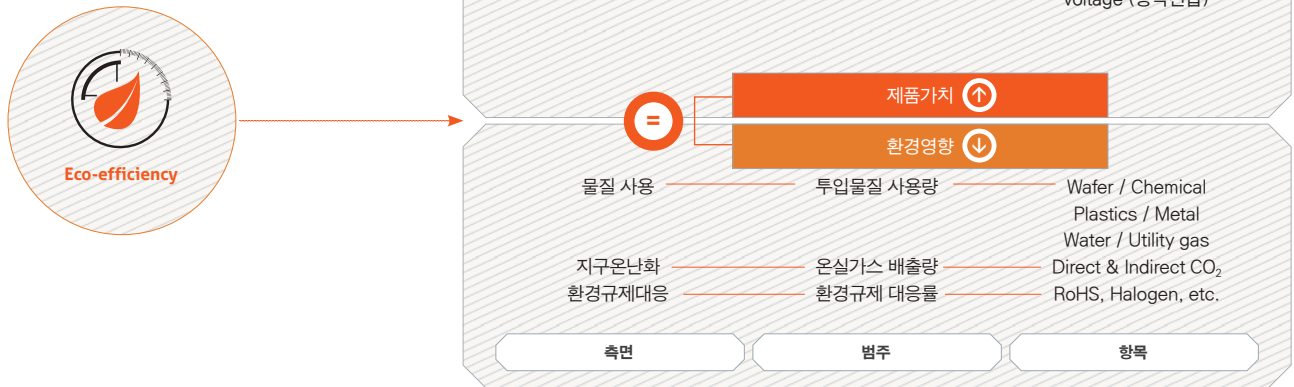 Eco-efficiency
=
제품가치
환경영향
물질 사용 투입물질 사용량 Wafer / Chemical
Plastics / Metal
Water / Utility gas
지구온난화 온실가스 배출량 Direct & Indirect CO₂
환경규제대응 환경규제 대응률 RoHS, Halogen, etc.
측면 범주 항목